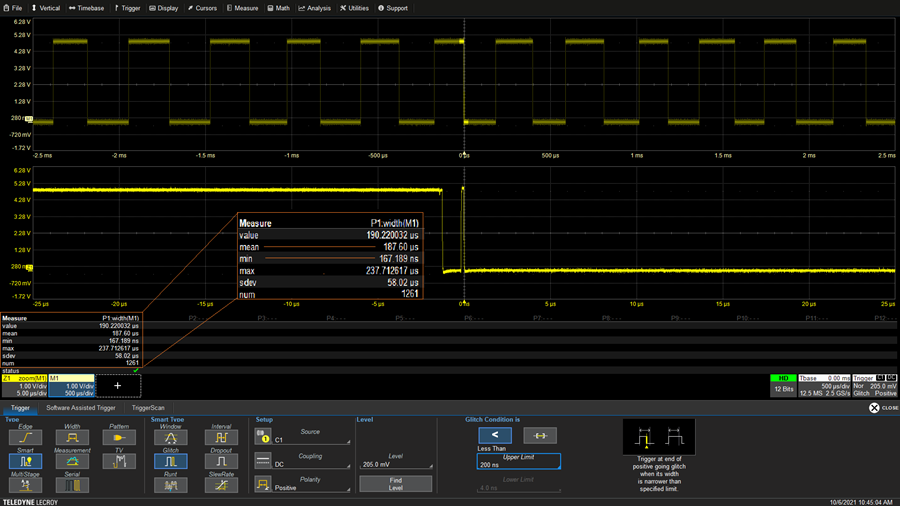 File Vertical Timebase Trigger Display Cursors Measure Math Analysis Utilities Support
6.28 V
5.28 V
4.28 V
3.28 V
2.28 V
1.28 V
280 mV M1
-720 mV
-1.72 V
-2.5 ms -2 ms -1.5 ms -1 ms -500 µs 0 µs 500 µs 1 ms 1.5 ms 2 ms 2.5 ms
6.28 V
5.28 V
4.28 V
3.28 V
2.28 V
1.28 V
280 mV
-720 mV
-1.72 V
-25 µs -20 µs -15 µs -10 µs -5 µs 0 µs 5 µs 10 µs 15 µs 20 µs 25 µs
Measure P1:width(M1)
value 190.220032 µs
mean 187.60 µs
min 167.189 ns
max 237.712617 µs
sdev 58.02 µs
num 1261
Measure P1:width(M1) P2:--- P3:--- P4:--- P5:--- P6:--- P7:--- P8:--- P9:--- P10:--- P11:--- P12:---
value 190.220032 µs
mean 187.60 µs
min 167.189 ns
max 237.712617 µs
sdev 58.02 µs
num 1261
status
Z1 zoom(M1)
1.00 V/div
5.00 µs/div
M1
1.00 V/div
500 µs/div
+
HD
12 Bits
Tbase 0.00 ms
500 µs/div
12.5 MS 2.5 GS/s
Trigger C1 DC
Nor 205.0 mV
Glitch Positive
Trigger Software Assisted Trigger TriggerScan CLOSE
Type
Edge Width Pattern
Smart Measurement TV
MultiStage Serial
Smart Type
Window Interval
Glitch Dropout
Runt SlewRate
Setup
Source
C1
Coupling
DC
Polarity
Positive
Level
Level
205.0 mV
Find
Level
Glitch Condition is
<
Less Than
Upper Limit
200 ns
Lower Limit
4.0 ns
Trigger at end of
positive going glitch
when its width
is narrower than
specified limit.
TELEDYNE LECROY 10/6/2021 10:45:04 AM